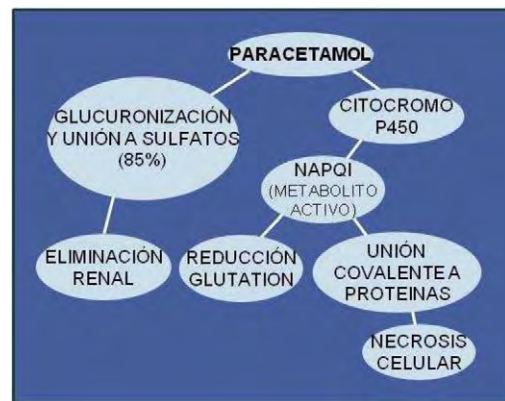 PARACETAMOL
GLUCURONIZACIÓN
Y UNIÓN A SULFATOS
(85%)
CITOCROMO
P450
NAPQI
(METABOLITO
ACTIVO)
ELIMINACIÓN
RENAL
REDUCCIÓN
GLUTATION
UNIÓN
COVALENTE A
PROTEINAS
NECROSIS
CELULAR